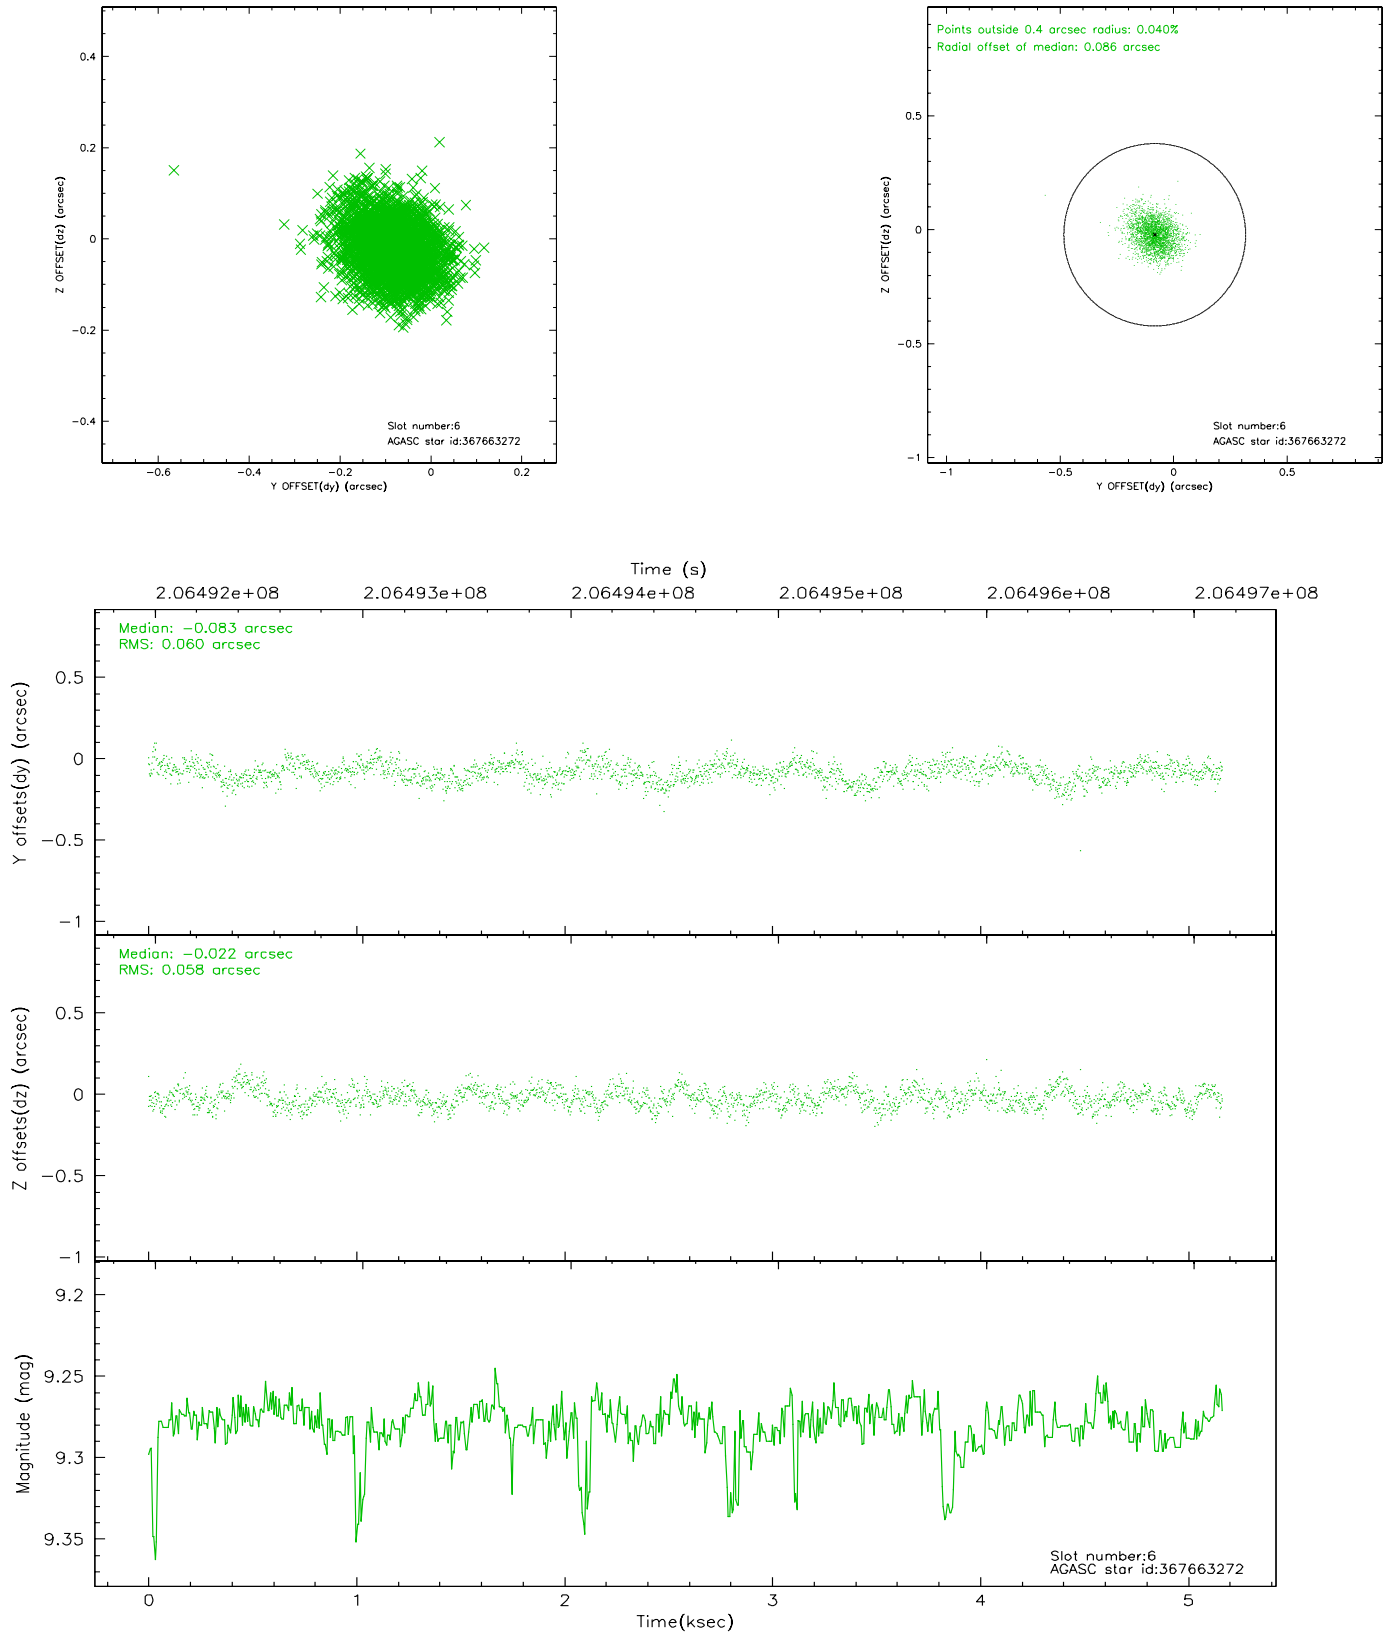 0.4
0.2
0
−0.2
−0.4
Z OFFSET(dz) (arcsec)
Slot number:6
AGASC star id:367663272
−0.6 −0.4 −0.2 0 0.2
Y OFFSET(dy) (arcsec)
Points outside 0.4 arcsec radius: 0.040%
Radial offset of median: 0.086 arcsec
0.5
0
−0.5
−1
Z OFFSET(dz) (arcsec)
Slot number:6
AGASC star id:367663272
−1 −0.5 0 0.5
Y OFFSET(dy) (arcsec)
Time (s)
2.06492e+08 2.06493e+08 2.06494e+08 2.06495e+08 2.06496e+08 2.06497e+08
Median: −0.083 arcsec
RMS: 0.060 arcsec
0.5
0
−0.5
−1
Y offsets(dy) (arcsec)
Median: −0.022 arcsec
RMS: 0.058 arcsec
0.5
0
−0.5
−1
Z offsets(dz) (arcsec)
9.2
9.25
9.3
9.35
Magnitude (mag)
Slot number:6
AGASC star id:367663272
0 1 2 3 4 5
Time(ksec)